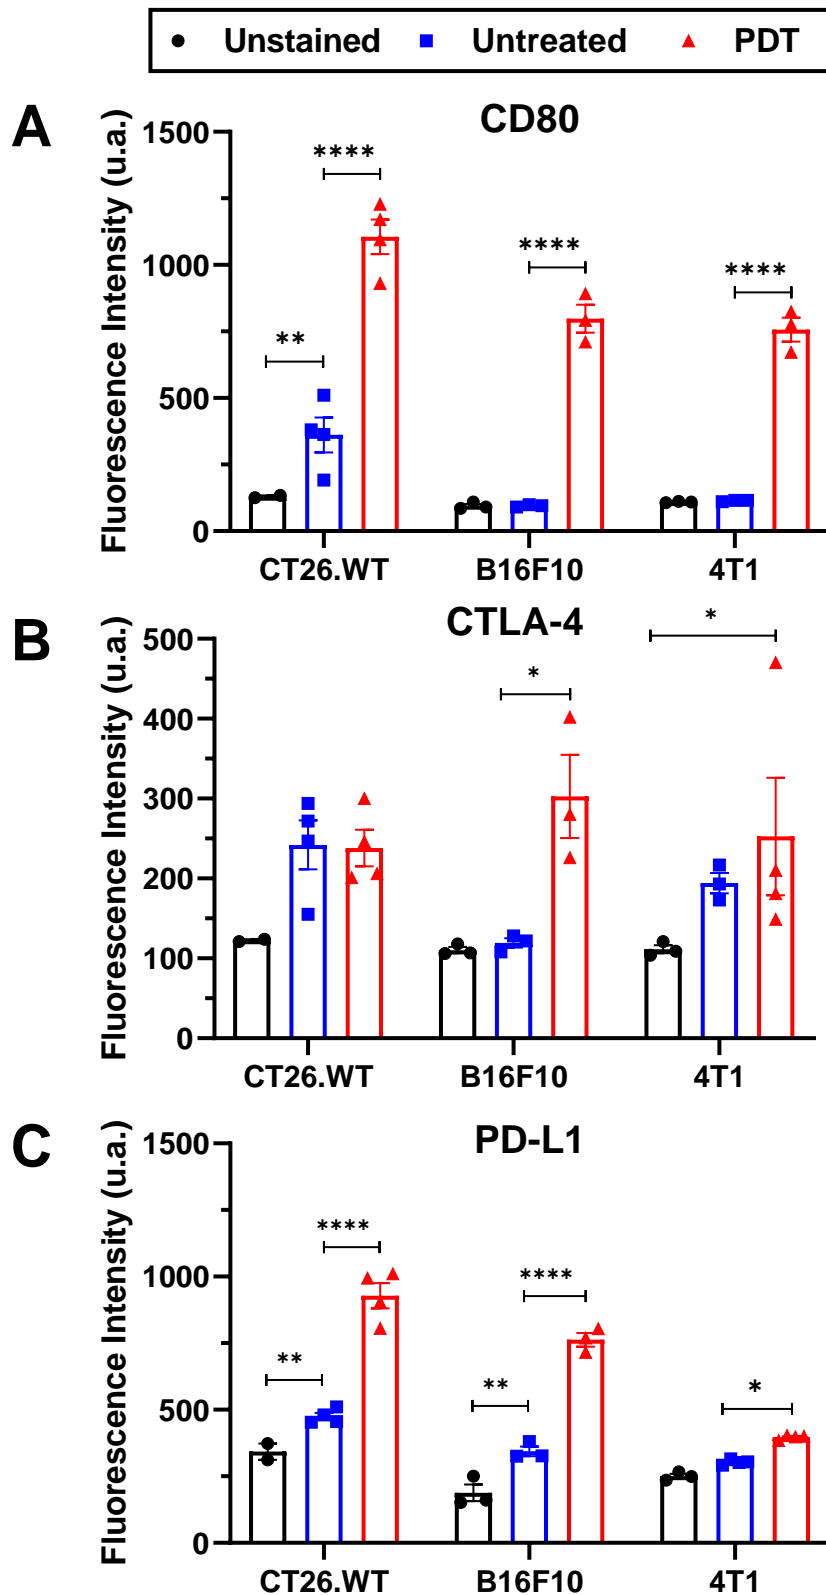 Unstained Untreated PDT
A
CD80
Fluorescence Intensity (u.a.)
1500
1000
500
0
****
**
****
****
CT26.WT B16F10 4T1
B
CTLA-4
Fluorescence Intensity (u.a.)
500
400
300
200
100
0
*
*
CT26.WT B16F10 4T1
C
PD-L1
Fluorescence Intensity (u.a.)
1500
1000
500
0
****
**
****
**
*
CT26.WT B16F10 4T1